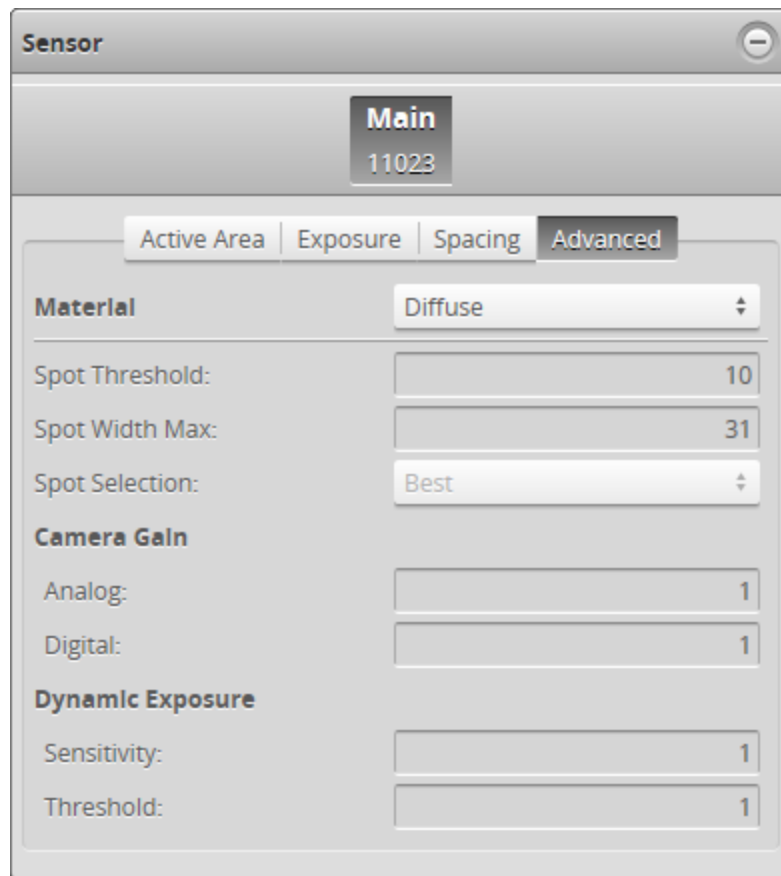 Sensor
Main
11023
Active Area Exposure Spacing Advanced
Material Diffuse
Spot Threshold: 10
Spot Width Max: 31
Spot Selection: Best
Camera Gain
Analog: 1
Digital: 1
Dynamic Exposure
Sensitivity: 1
Threshold: 1